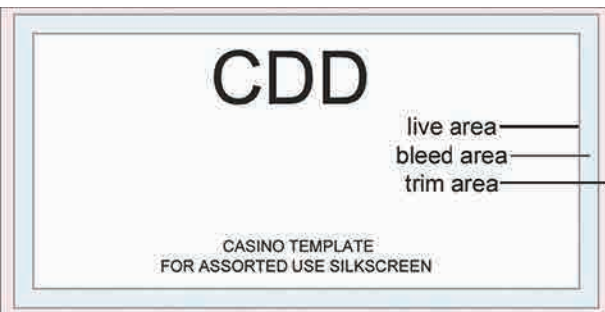 CDD
live area
bleed area
trim area
CASINO TEMPLATE
FOR ASSORTED USE SILKSCREEN